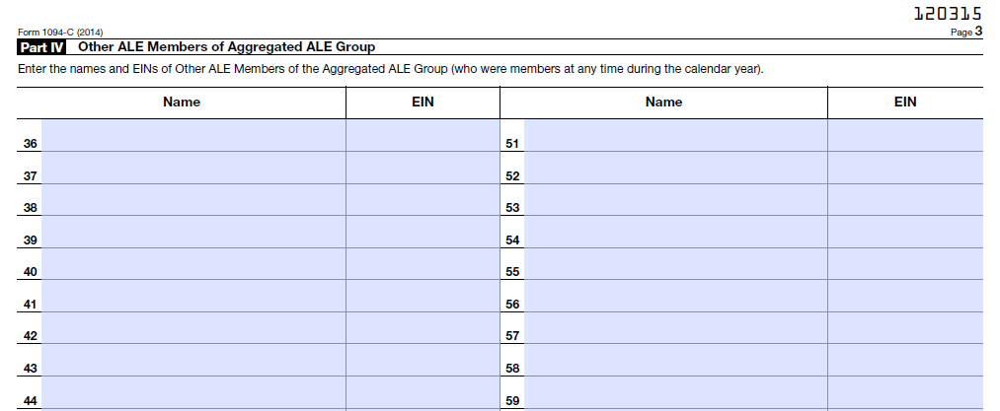 120315
Form 1094-C (2014) Page 3
Part IV Other ALE Members of Aggregated ALE Group
Enter the names and EINs of Other ALE Members of the Aggregated ALE Group (who were members at any time during the calendar year).
Name EIN Name EIN
36 51
37 52
38 53
39 54
40 55
41 56
42 57
43 58
44 59